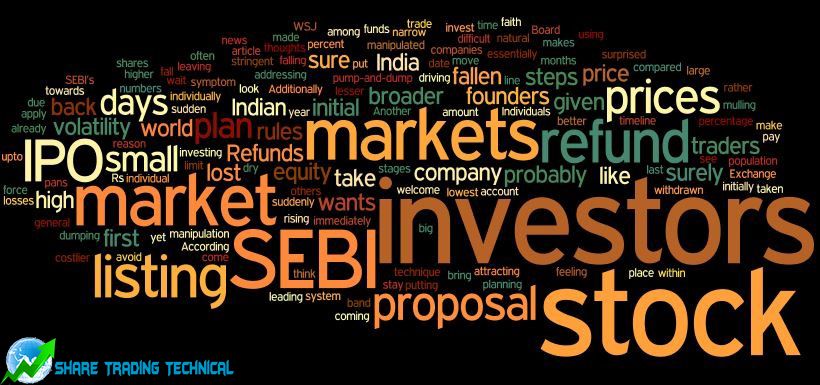 WSJ among funds narrow trade invest time faith
news made manipulated difficult natural Board
shares often article percent stringent put companies essentially makes using
SEBI's higher fall leaving thoughts falling sure India move months surprised
towards wait symptom addressing pump-and-dump driving fallen steps price compared large
numbers individually Additionally look lesser date line
due back days sudden Indian year initial broader founders given prices rather mulling
apply volatility world plan rules Another amount Individuals better timeline percentage
already reason markets refund traders make pay
upto IPO small investing Refunds try limit see population
Rs individual lost equity take company probably like surely last Exchange
force pans high market others stages initially taken
losses suddenly wants welcome lowest account withdrawn
general dumping first yet manipulation rising immediately big
According SEBI investors
costlier avoid come think technique bring attracting feeling place within
listing leading system stay putting planning
band coming proposal stock
SHARE TRADING TECHNICAL